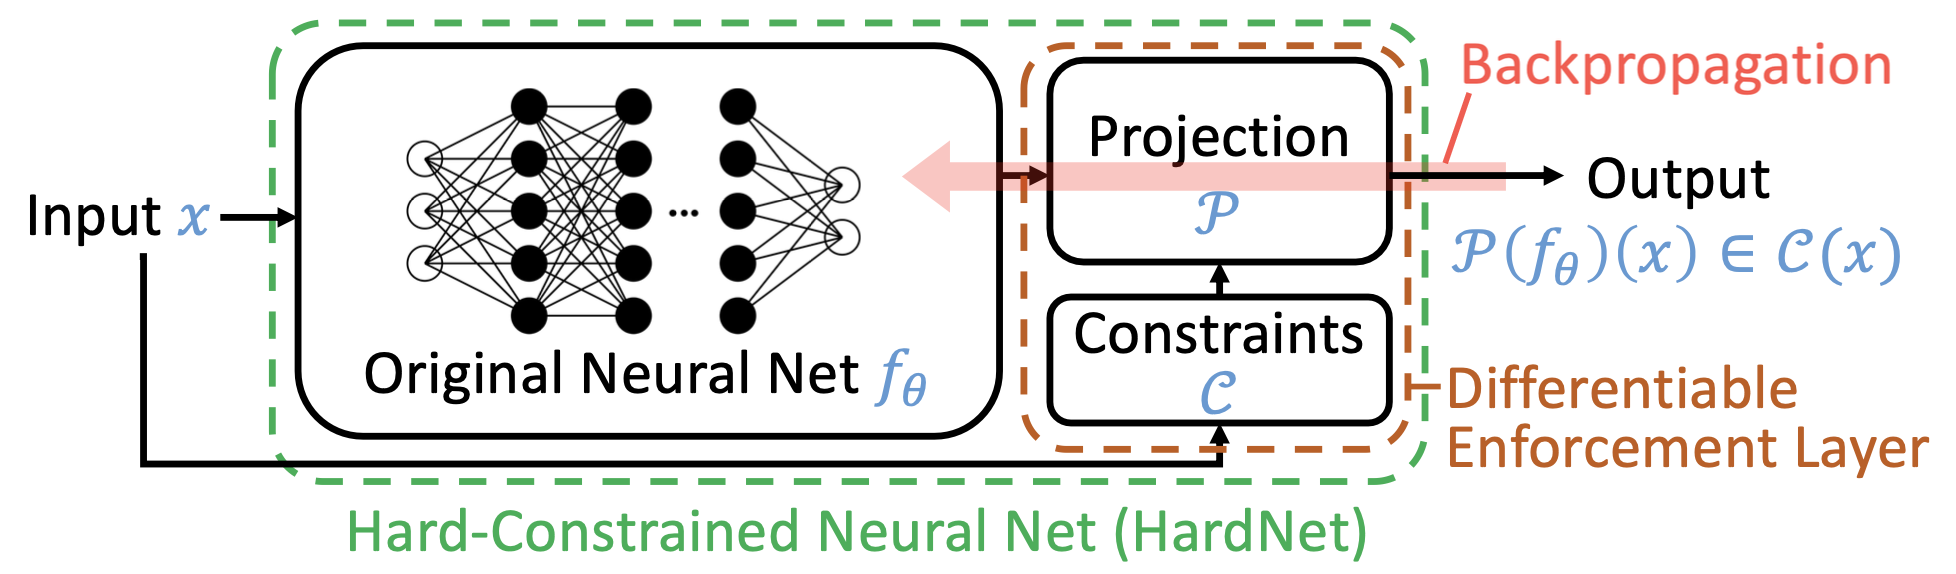 Input x
Original Neural Net f_θ
...
Projection
𝒫
Constraints
𝒞
Backpropagation
Output
𝒫(f_θ)(x) ∈ 𝒞(x)
Differentiable
Enforcement Layer
Hard-Constrained Neural Net (HardNet)